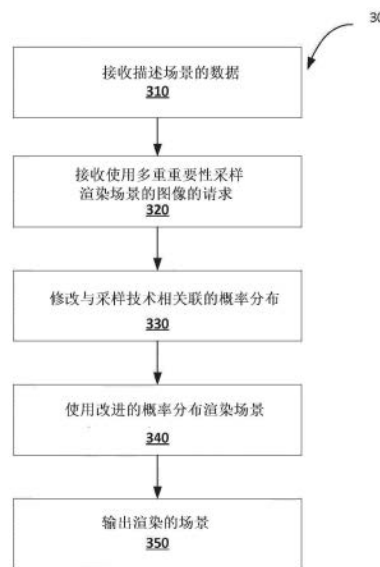 30
接收描述场景的数据
310
接收使用多重重要性采样
渲染场景的图像的请求
320
修改与采样技术相关联的概率分布
330
使用改进的概率分布渲染场景
340
输出渲染的场景
350